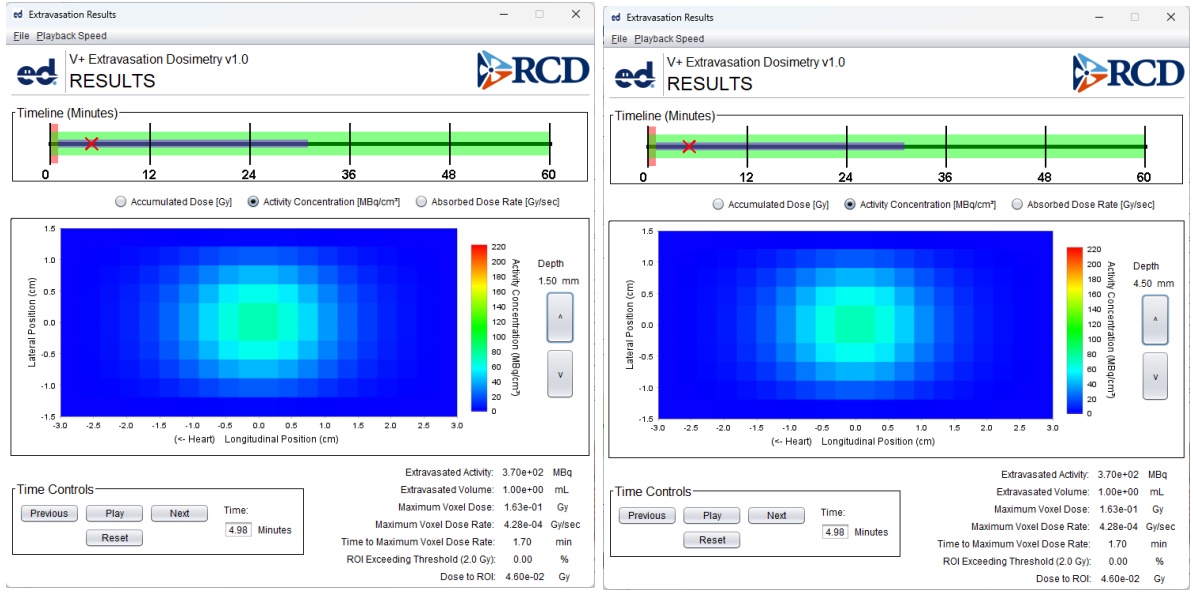 ed Extravasation Results
File Playback Speed
ed. V+ Extravasation Dosimetry v1.0
RESULTS
RCD
Timeline (Minutes)
0 12 24 36 48 60
Accumulated Dose [Gy] Activity Concentration [MBq/cm³] Absorbed Dose Rate [Gy/sec]
1.5
1.0
0.5
0.0
-0.5
-1.0
-1.5
Lateral Position (cm)
-3.0 -2.5 -2.0 -1.5 -1.0 -0.5 0.0 0.5 1.0 1.5 2.0 2.5 3.0
(<- Heart) Longitudinal Position (cm)
220
200
180
160
140
120
100
80
60
40
20
0
Activity Concentration (MBq/cm³)
Depth
1.50 mm
^
v
Time Controls
Previous Play Next
Reset
Time:
4.98 Minutes
Extravasated Activity: 3.70e+02 MBq
Extravasated Volume: 1.00e+00 mL
Maximum Voxel Dose: 1.63e-01 Gy
Maximum Voxel Dose Rate: 4.28e-04 Gy/sec
Time to Maximum Voxel Dose Rate: 1.70 min
ROI Exceeding Threshold (2.0 Gy): 0.00 %
Dose to ROI: 4.60e-02 Gy
ed Extravasation Results
File Playback Speed
ed. V+ Extravasation Dosimetry v1.0
RESULTS
RCD
Timeline (Minutes)
0 12 24 36 48 60
Accumulated Dose [Gy] Activity Concentration [MBq/cm³] Absorbed Dose Rate [Gy/sec]
1.5
1.0
0.5
0.0
-0.5
-1.0
-1.5
Lateral Position (cm)
-3.0 -2.5 -2.0 -1.5 -1.0 -0.5 0.0 0.5 1.0 1.5 2.0 2.5 3.0
(<- Heart) Longitudinal Position (cm)
220
200
180
160
140
120
100
80
60
40
20
0
Activity Concentration (MBq/cm³)
Depth
4.50 mm
^
v
Time Controls
Previous Play Next
Reset
Time:
4.98 Minutes
Extravasated Activity: 3.70e+02 MBq
Extravasated Volume: 1.00e+00 mL
Maximum Voxel Dose: 1.63e-01 Gy
Maximum Voxel Dose Rate: 4.28e-04 Gy/sec
Time to Maximum Voxel Dose Rate: 1.70 min
ROI Exceeding Threshold (2.0 Gy): 0.00 %
Dose to ROI: 4.60e-02 Gy